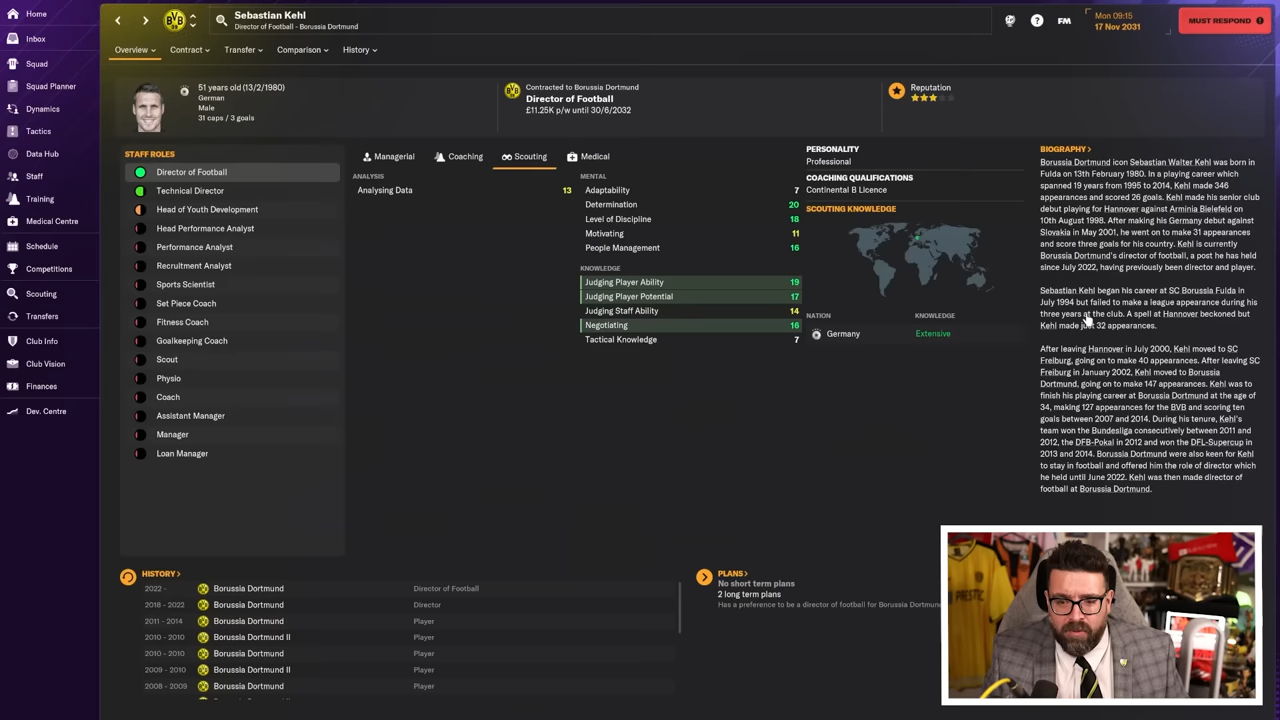 Home
Inbox
Squad
Squad Planner
Dynamics
Tactics
Data Hub
Staff
Training
Medical Centre
Schedule
Competitions
Scouting
Transfers
Club Info
Club Vision
Finances
Dev. Centre
Sebastian Kehl
Director of Football - Borussia Dortmund
FM
Mon 09:15
17 Nov 2031
MUST RESPOND
Overview
Contract
Transfer
Comparison
History
51 years old (13/2/1980)
German
Male
31 caps / 3 goals
Contracted to Borussia Dortmund
Director of Football
£11.25K p/w until 30/6/2032
Reputation
STAFF ROLES
Director of Football
Technical Director
Head of Youth Development
Head Performance Analyst
Performance Analyst
Recruitment Analyst
Sports Scientist
Set Piece Coach
Fitness Coach
Goalkeeping Coach
Scout
Physio
Coach
Assistant Manager
Manager
Loan Manager
Managerial
Coaching
Scouting
Medical
ANALYSIS
Analysing Data 13
MENTAL
Adaptability 7
Determination 20
Level of Discipline 18
Motivating 11
People Management 16
KNOWLEDGE
Judging Player Ability 19
Judging Player Potential 17
Judging Staff Ability 14
Negotiating 16
Tactical Knowledge 7
PERSONALITY
Professional
COACHING QUALIFICATIONS
Continental B Licence
SCOUTING KNOWLEDGE
NATION KNOWLEDGE
Germany Extensive
BIOGRAPHY >
Borussia Dortmund icon Sebastian Walter Kehl was born in
Fulda on 13th February 1980. In a playing career which
spanned 19 years from 1995 to 2014, Kehl made 346
appearances and scored 26 goals. Kehl made his senior club
debut playing for Hannover against Arminia Bielefeld on
10th August 1998. After making his Germany debut against
Slovakia in May 2001, he went on to make 31 appearances
and score three goals for his country. Kehl is currently
Borussia Dortmund's director of football, a post he has held
since July 2022, having previously been director and player.
Sebastian Kehl began his career at SC Borussia Fulda in
July 1994 but failed to make a league appearance during his
three years at the club. A spell at Hannover beckoned but
Kehl made just 32 appearances.
After leaving Hannover in July 2000, Kehl moved to SC
Freiburg, going on to make 40 appearances. After leaving SC
Freiburg in January 2002, Kehl moved to Borussia
Dortmund, going on to make 147 appearances. Kehl was to
finish his playing career at Borussia Dortmund at the age of
34, making 127 appearances for the BVB and scoring ten
goals between 2007 and 2014. During his tenure, Kehl's
team won the Bundesliga consecutively between 2011 and
2012, the DFB-Pokal in 2012 and won the DFL-Supercup in
2013 and 2014. Borussia Dortmund were also keen for Kehl
to stay in football and offered him the role of director which
he held until June 2022. Kehl was then made director of
football at Borussia Dortmund.
HISTORY >
2022 - Borussia Dortmund Director of Football
2018 - 2022 Borussia Dortmund Director
2011 - 2014 Borussia Dortmund Player
2010 - 2010 Borussia Dortmund II Player
2010 - 2010 Borussia Dortmund Player
2009 - 2010 Borussia Dortmund II Player
2008 - 2009 Borussia Dortmund Player
PLANS >
No short term plans
2 long term plans
Has a preference to be a director of football for Borussia Dortmund